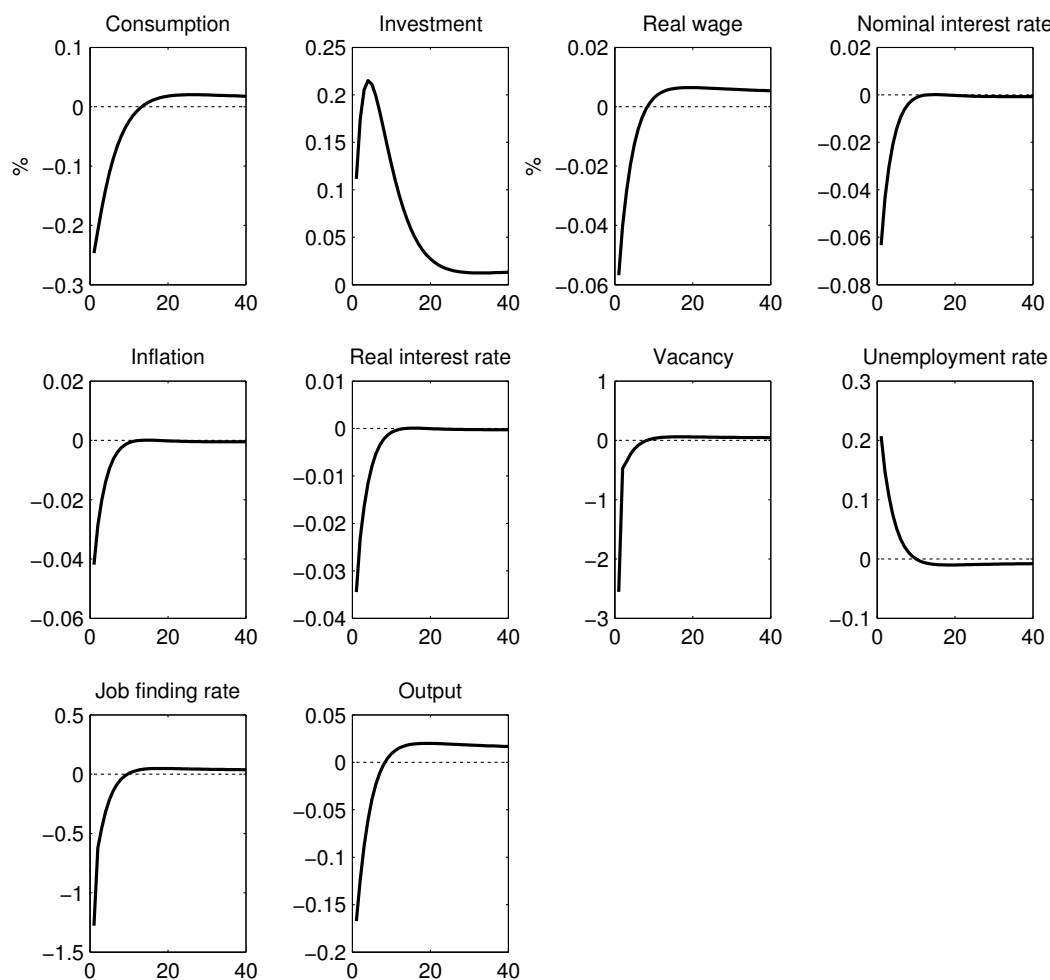 Consumption
0.1
0
−0.1
−0.2
−0.3
%
0 20 40
Investment
0.25
0.2
0.15
0.1
0.05
0
0 20 40
Real wage
0.02
0
−0.02
−0.04
−0.06
%
0 20 40
Nominal interest rate
0.02
0
−0.02
−0.04
−0.06
−0.08
0 20 40
Inflation
0.02
0
−0.02
−0.04
−0.06
0 20 40
Real interest rate
0.01
0
−0.01
−0.02
−0.03
−0.04
0 20 40
Vacancy
1
0
−1
−2
−3
0 20 40
Unemployment rate
0.3
0.2
0.1
0
−0.1
0 20 40
Job finding rate
0.5
0
−0.5
−1
−1.5
0 20 40
Output
0.05
0
−0.05
−0.1
−0.15
−0.2
0 20 40